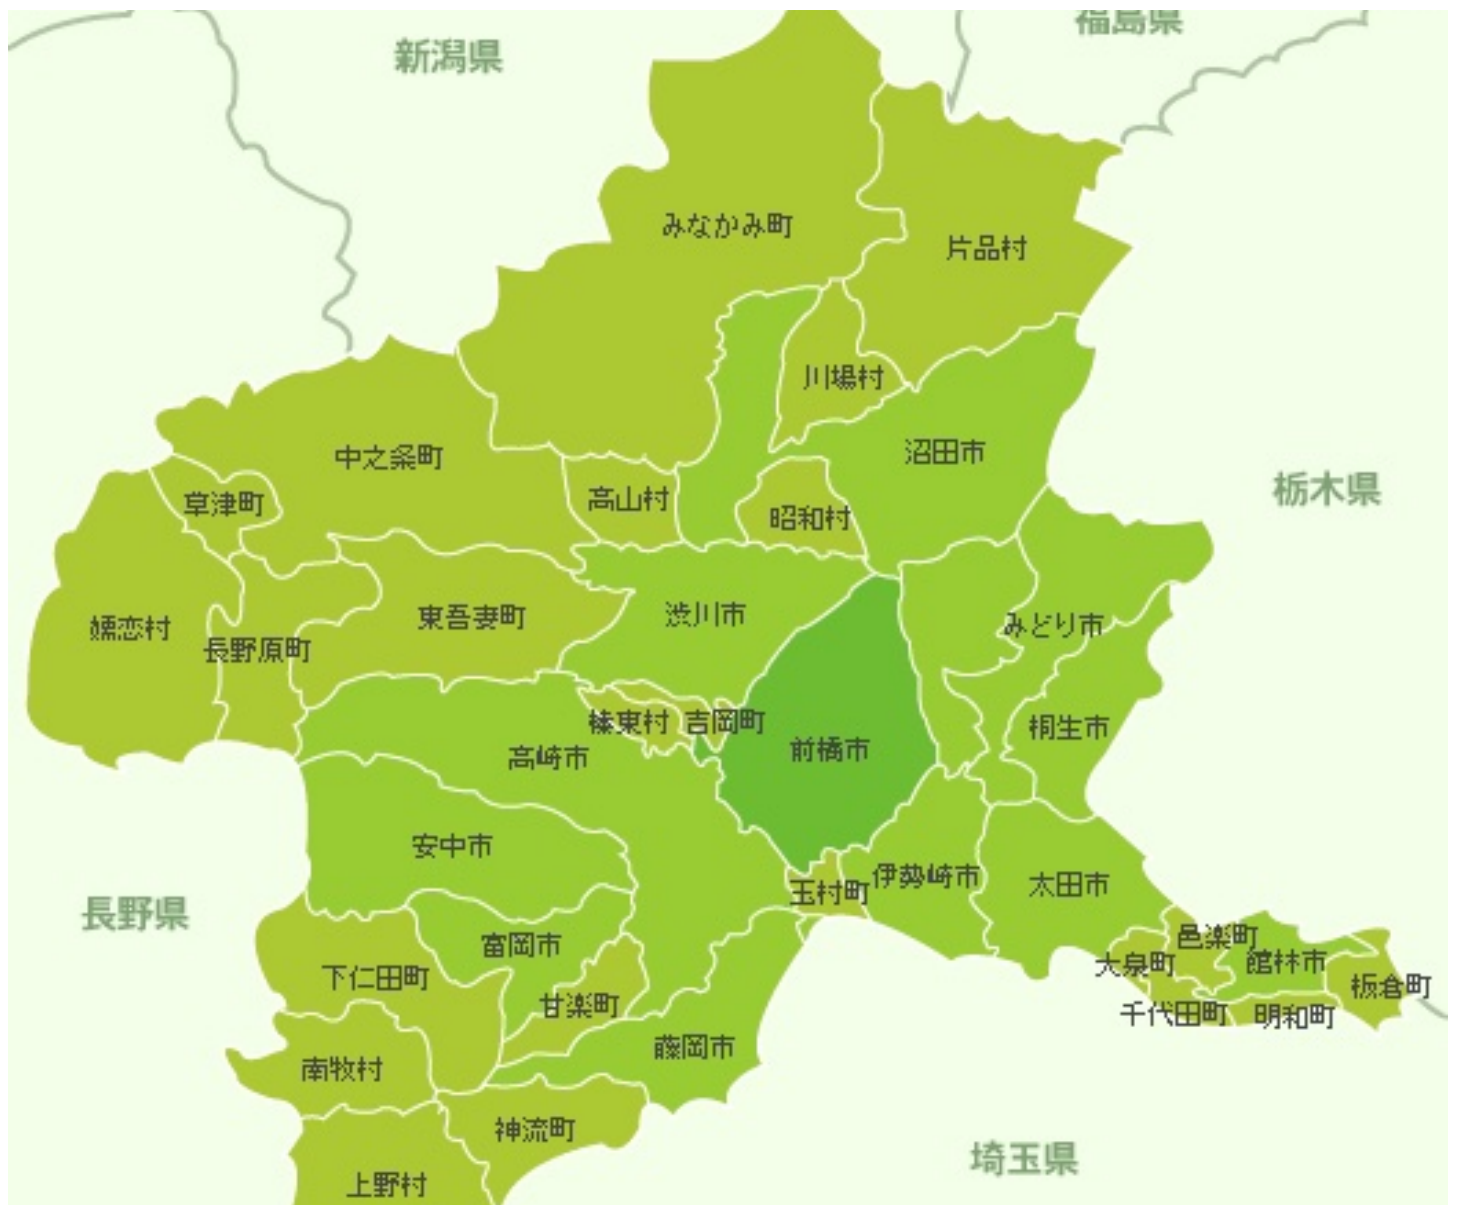 福島県
新潟県
みなかみ町
片品村
川場村
沼田市
中之条町
栃木県
高山村
草津町
昭和村
渋川市
東吾妻町
みどり市
嬬恋村
長野原町
榛東村
吉岡町
桐生市
前橋市
高崎市
安中市
伊勢崎市
太田市
玉村町
長野県
邑楽町
富岡市
館林市
大泉町
下仁田町
板倉町
甘楽町
千代田町
明和町
藤岡市
南牧村
神流町
埼玉県
上野村